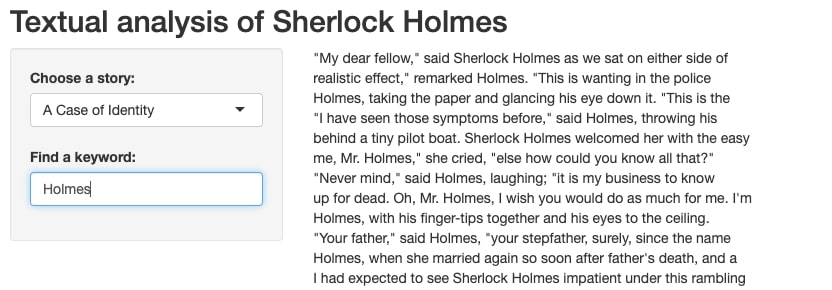 Textual analysis of Sherlock Holmes
Choose a story:
A Case of Identity
Find a keyword:
Holmes
"My dear fellow," said Sherlock Holmes as we sat on either side of
realistic effect," remarked Holmes. "This is wanting in the police
Holmes, taking the paper and glancing his eye down it. "This is the
"I have seen those symptoms before," said Holmes, throwing his
behind a tiny pilot boat. Sherlock Holmes welcomed her with the easy
me, Mr. Holmes," she cried, "else how could you know all that?"
"Never mind," said Holmes, laughing; "it is my business to know
up for dead. Oh, Mr. Holmes, I wish you would do as much for me. I'm
Holmes, with his finger-tips together and his eyes to the ceiling.
"Your father," said Holmes, "your stepfather, surely, since the name
Holmes, when she married again so soon after father's death, and a
I had expected to see Sherlock Holmes impatient under this rambling